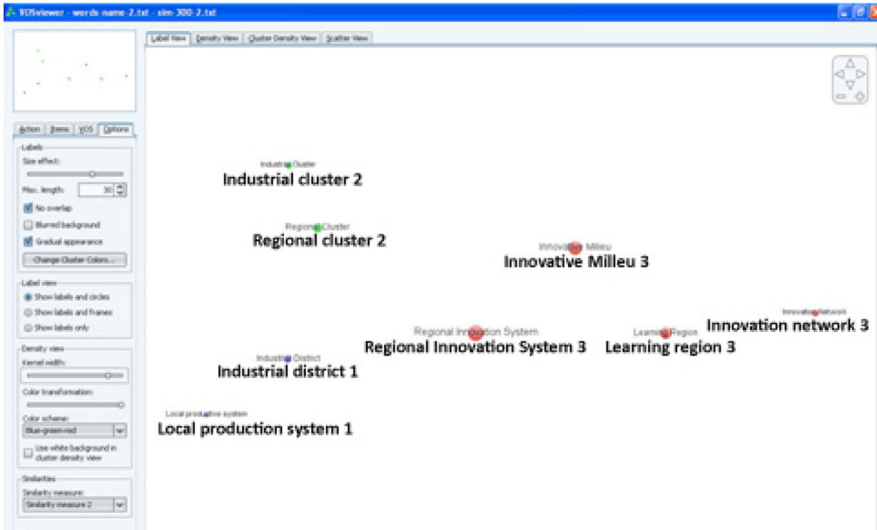 VOSviewer - words-name-2.txt - sim-300-2.txt
Label View Density View Cluster Density View Scatter View
Action Items VOS Options
Labels
Size effect:
Max. length: 30
No overlap
Blurred background
Gradual appearance
Change Cluster Colors...
Label view
Show labels and circles
Show labels and frames
Show labels only
Density view
Kernel width:
Color transformation:
Color scheme:
Blue-green-red
Use white background in
cluster density view
Similarities
Similarity measure:
Similarity measure 2
Industrial Cluster
Industrial cluster 2
Regional Cluster
Regional cluster 2
Innovative Milieu
Innovative Milleu 3
Innovation Network
Innovation network 3
Regional Innovation System
Regional Innovation System 3
Learning Region
Learning region 3
Industrial District
Industrial district 1
Local productive system
Local production system 1